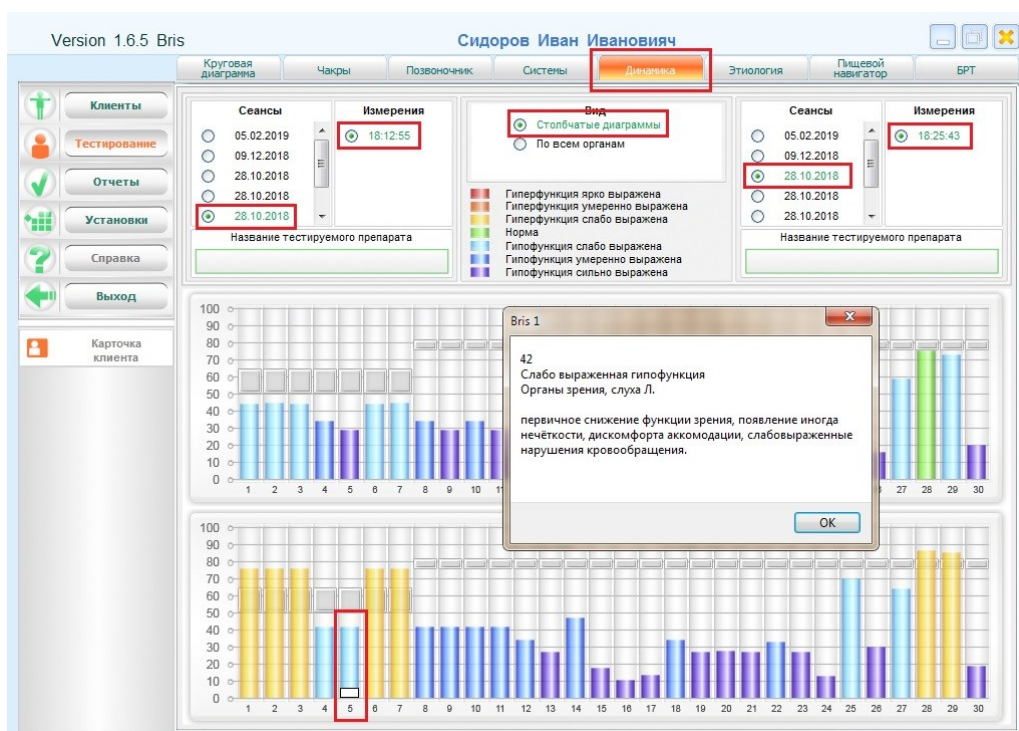 Version 1.6.5 Bris
Сидоров Иван Иванович
Круговая диаграмма
Чакры
Позвоночник
Системы
Динамика
Этиология
Пищевой навигатор
БРТ
Клиенты
Тестирование
Отчеты
Установки
Справка
Выход
Карточка клиента
Сеансы
Измерения
05.02.2019
09.12.2018
28.10.2018
28.10.2018
28.10.2018
18:12:55
Название тестируемого препарата
Вид
Столбчатые диаграммы
По всем органам
Гиперфункция ярко выражена
Гиперфункция умеренно выражена
Гиперфункция слабо выражена
Норма
Гипофункция слабо выражена
Гипофункция умеренно выражена
Гипофункция сильно выражена
Сеансы
Измерения
05.02.2019
09.12.2018
28.10.2018
28.10.2018
28.10.2018
18:25:43
Название тестируемого препарата
100
90
80
70
60
50
40
30
20
10
0
1 2 3 4 5 6 7 8 9 10 27 28 29 30
Bris 1
42
Слабо выраженная гипофункция
Органы зрения, слуха Л.
первичное снижение функции зрения, появление иногда
нечёткости, дискомфорта аккомодации, слабовыраженные
нарушения кровообращения.
OK
100
90
80
70
60
50
40
30
20
10
0
1 2 3 4 5 6 7 8 9 10 11 12 13 14 15 16 17 18 19 20 21 22 23 24 25 26 27 28 29 30